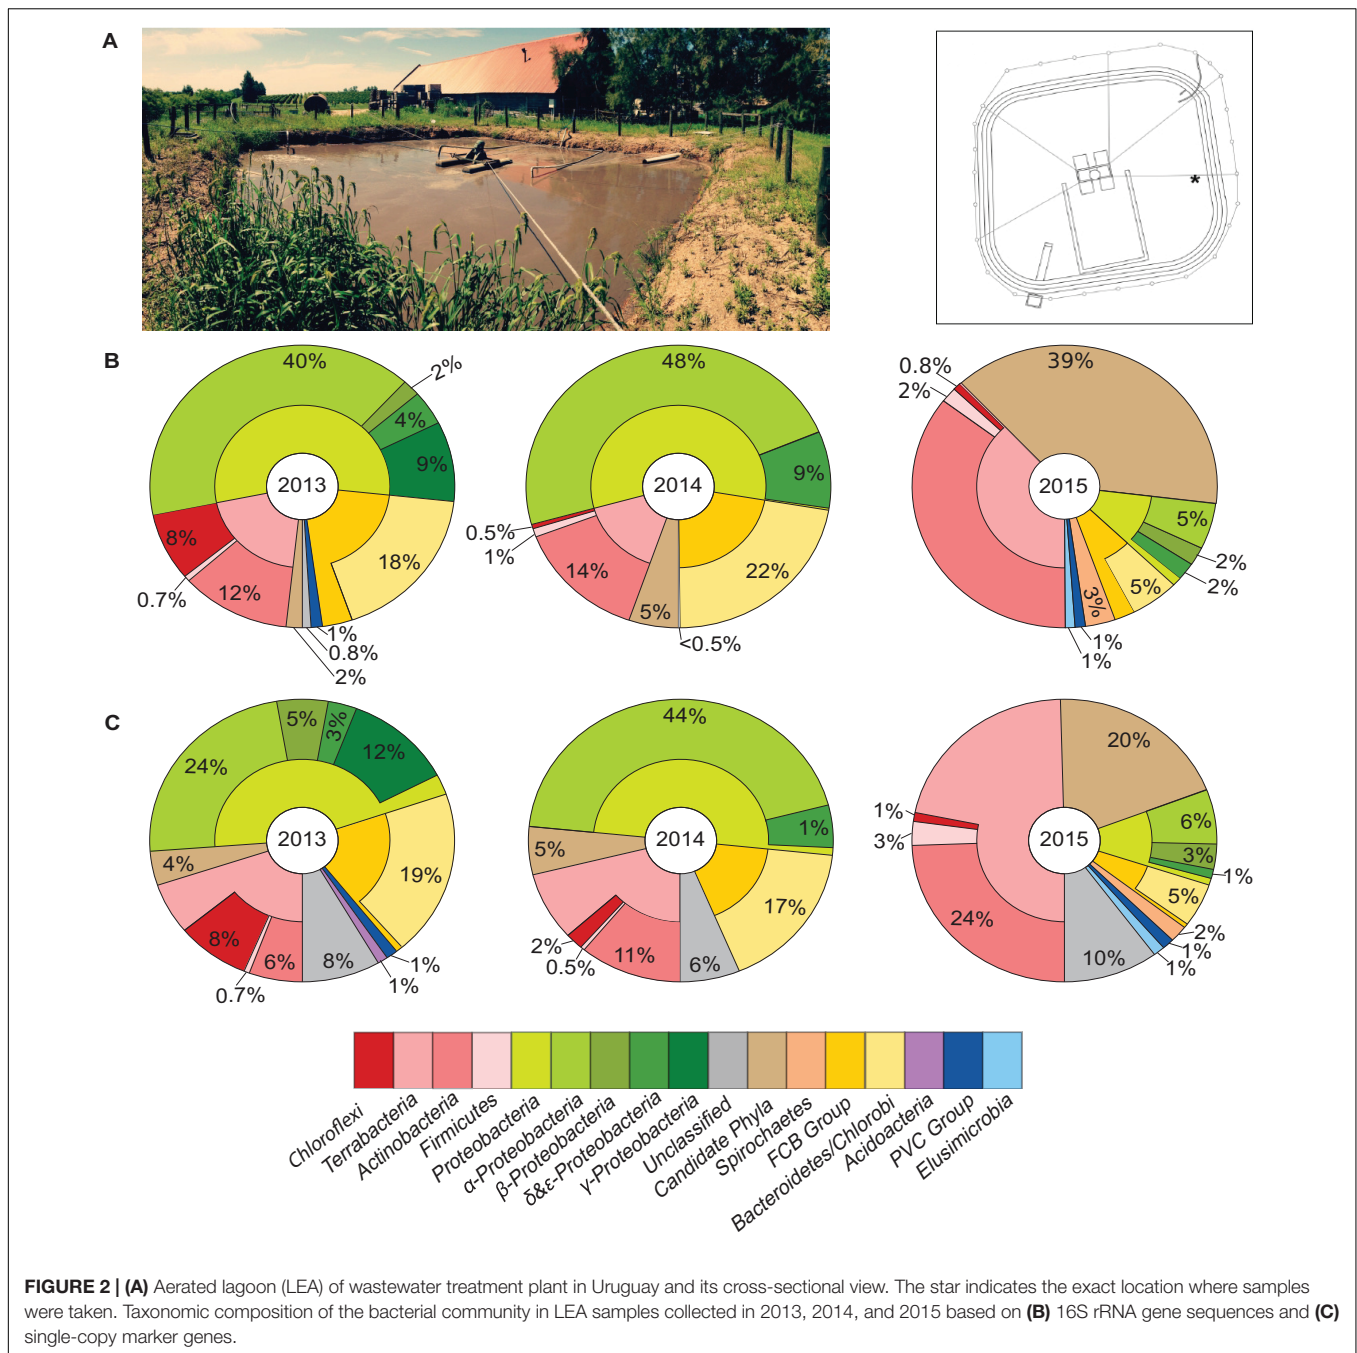 A
*
B
40%
2%
4%
9%
2013
18%
8%
0.7%
12%
1%
0.8%
2%
48%
9%
2014
0.5%
1%
14%
5%
22%
<0.5%
39%
0.8%
2%
2015
5%
2%
2%
5%
3%
1%
1%
C
5%
3%
12%
24%
2013
4%
19%
8%
6%
0.7%
8%
1%
1%
44%
1%
2014
5%
17%
2%
0.5%
11%
6%
20%
1%
3%
2015
6%
3%
1%
5%
24%
2%
1%
1%
10%
Chloroflexi
Terrabacteria
Actinobacteria
Firmicutes
Proteobacteria
α-Proteobacteria
β-Proteobacteria
δ&ε-Proteobacteria
γ-Proteobacteria
Unclassified
Candidate Phyla
Spirochaetes
FCB Group
Bacteroidetes/Chlorobi
Acidoacteria
PVC Group
Elusimicrobia
FIGURE 2 | (A) Aerated lagoon (LEA) of wastewater treatment plant in Uruguay and its cross-sectional view. The star indicates the exact location where samples
were taken. Taxonomic composition of the bacterial community in LEA samples collected in 2013, 2014, and 2015 based on (B) 16S rRNA gene sequences and (C)
single-copy marker genes.